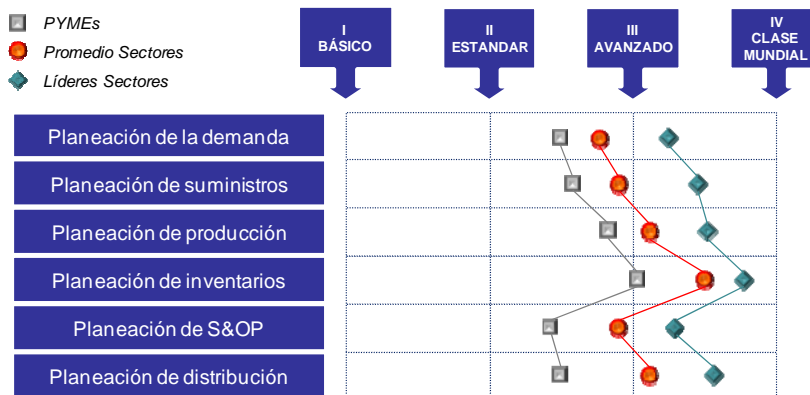 PYMEs
Promedio Sectores
Líderes Sectores
I
BÁSICO
II
ESTANDAR
III
AVANZADO
IV
CLASE
MUNDIAL
Planeación de la demanda
Planeación de suministros
Planeación de producción
Planeación de inventarios
Planeación de S&OP
Planeación de distribución